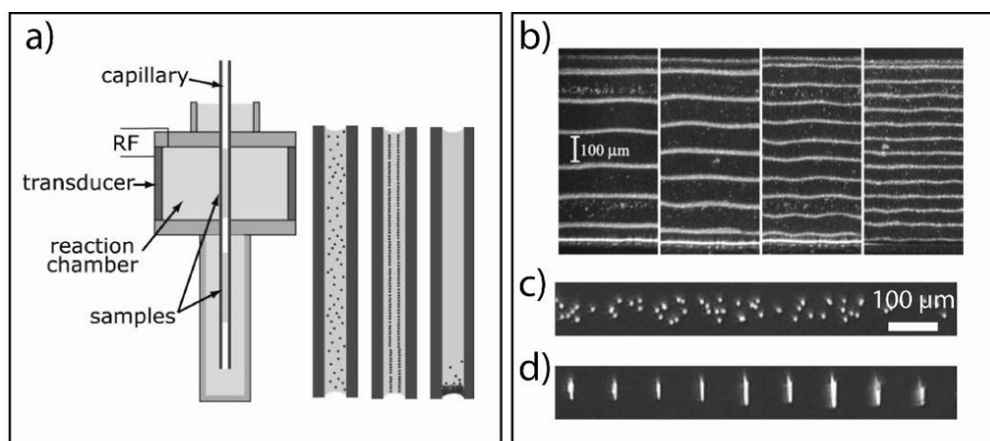 a)
capillary
RF
transducer
reaction
chamber
samples
b)
100 μm
c)
100 μm
d)